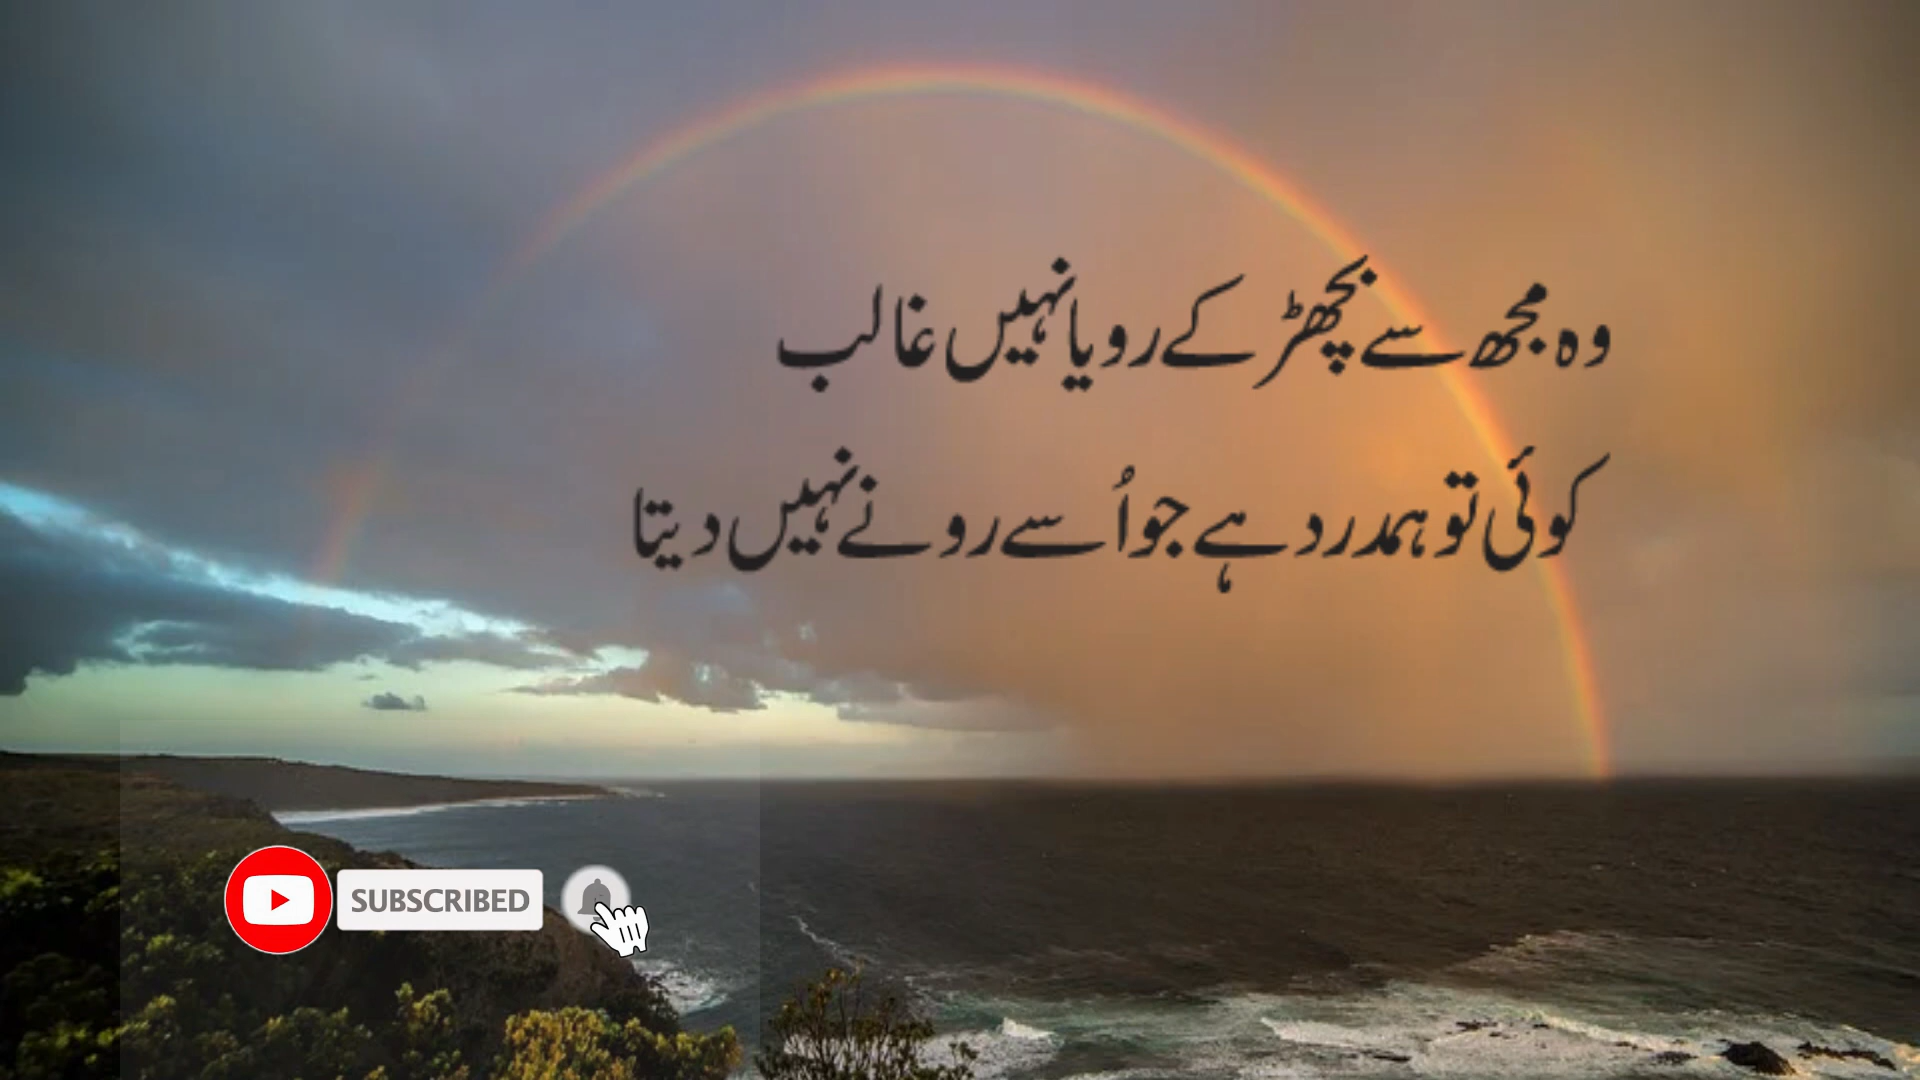 وہ مجھ سے بچھڑ کے رویا نہیں غالب
کوئی تو ہمدرد ہے جو اُسے رونے نہیں دیتا
SUBSCRIBED